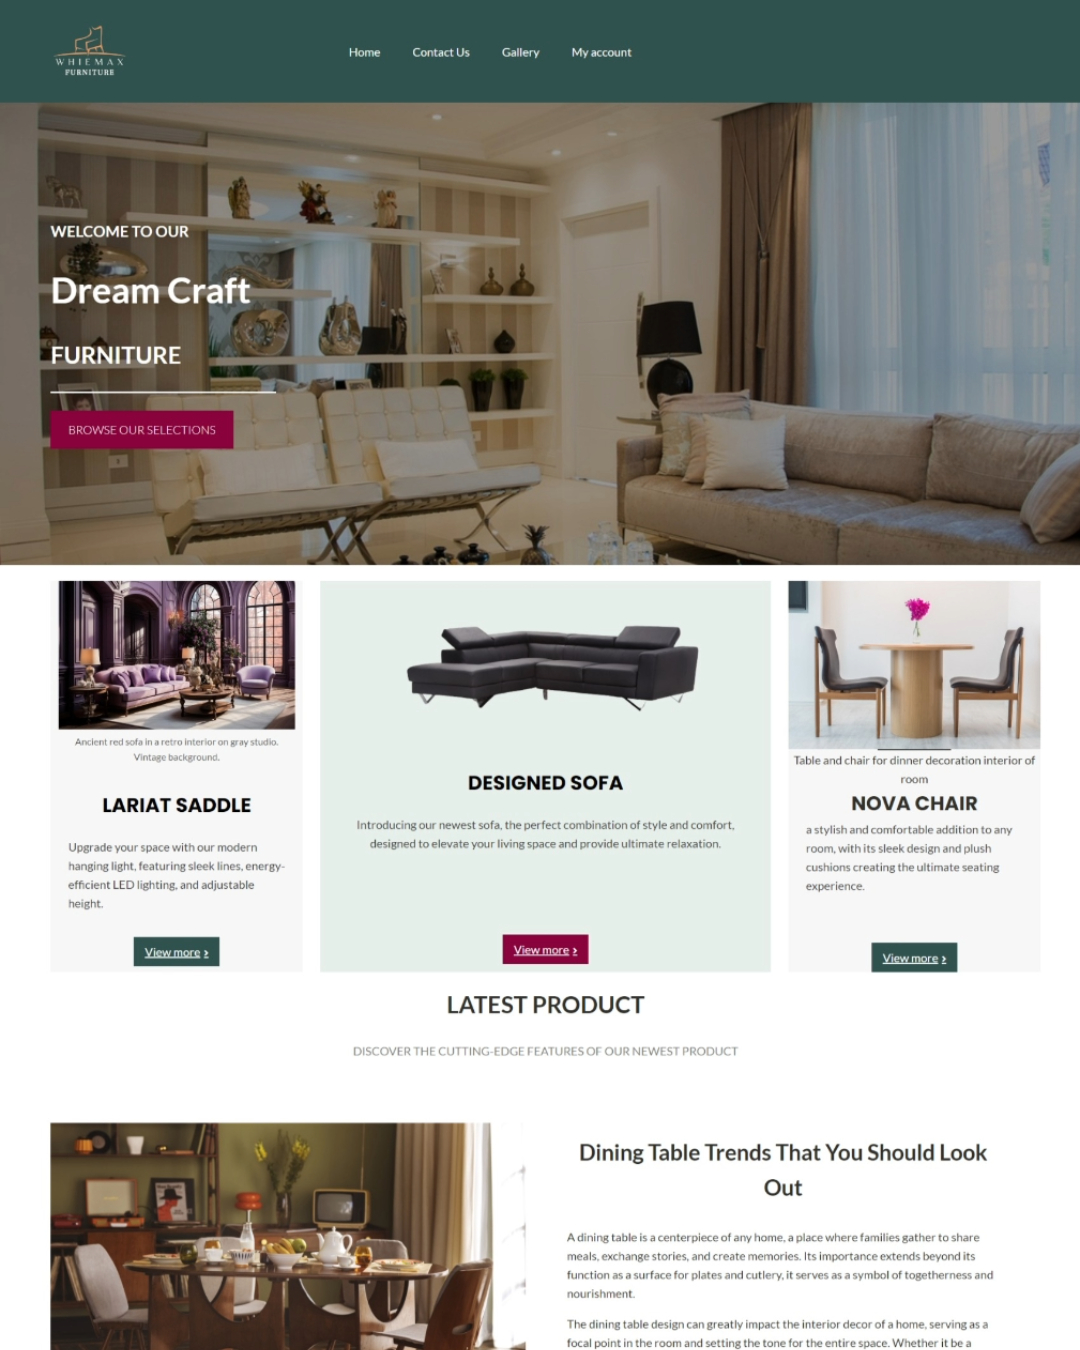 WHIEMAX
FURNITURE
Home
Contact Us
Gallery
My account
WELCOME TO OUR
Dream Craft
FURNITURE
BROWSE OUR SELECTIONS
Ancient red sofa in a retro interior on gray studio.
Vintage background.
LARIAT SADDLE
Upgrade your space with our modern
hanging light, featuring sleek lines, energy-
efficient LED lighting, and adjustable
height.
View more ›
DESIGNED SOFA
Introducing our newest sofa, the perfect combination of style and comfort,
designed to elevate your living space and provide ultimate relaxation.
View more ›
Table and chair for dinner decoration interior of
room
NOVA CHAIR
a stylish and comfortable addition to any
room, with its sleek design and plush
cushions creating the ultimate seating
experience.
View more ›
LATEST PRODUCT
DISCOVER THE CUTTING-EDGE FEATURES OF OUR NEWEST PRODUCT
Dining Table Trends That You Should Look
Out
A dining table is a centerpiece of any home, a place where families gather to share
meals, exchange stories, and create memories. Its importance extends beyond its
function as a surface for plates and cutlery, it serves as a symbol of togetherness and
nourishment.
The dining table design can greatly impact the interior decor of a home, serving as a
focal point in the room and setting the tone for the entire space. Whether it be a